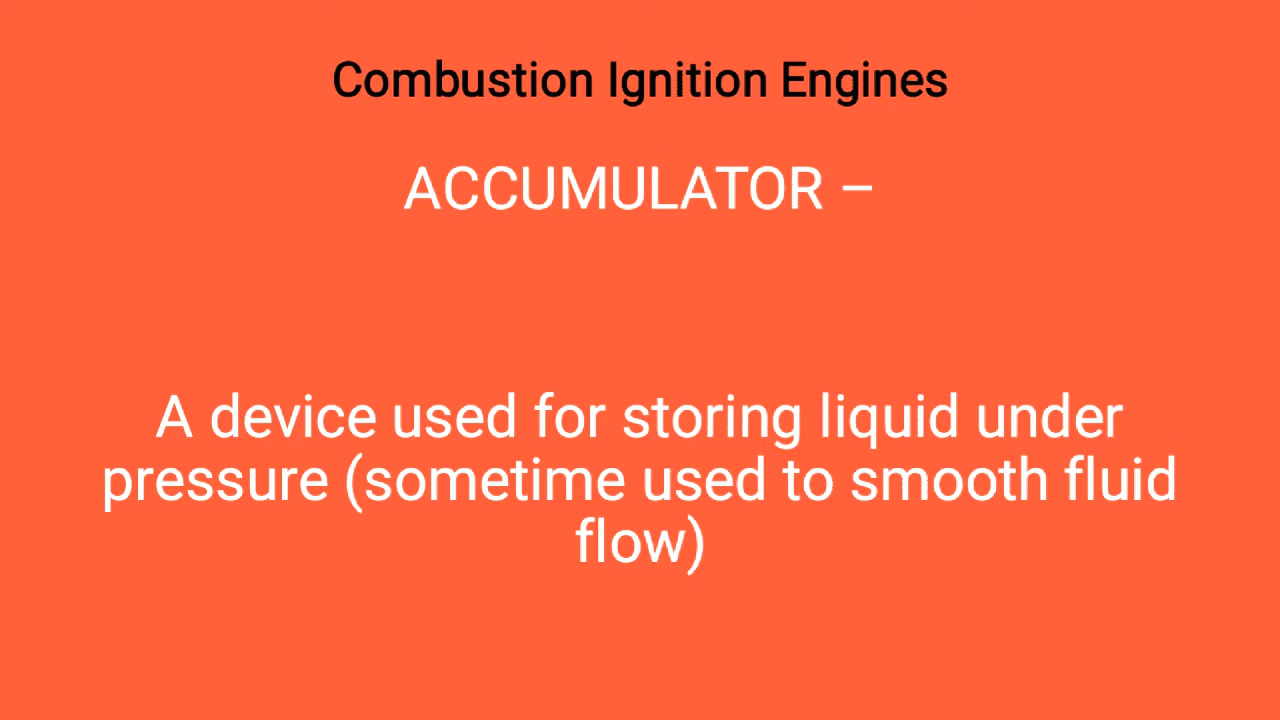 Combustion Ignition Engines
ACCUMULATOR –
A device used for storing liquid under
pressure (sometime used to smooth fluid
flow)